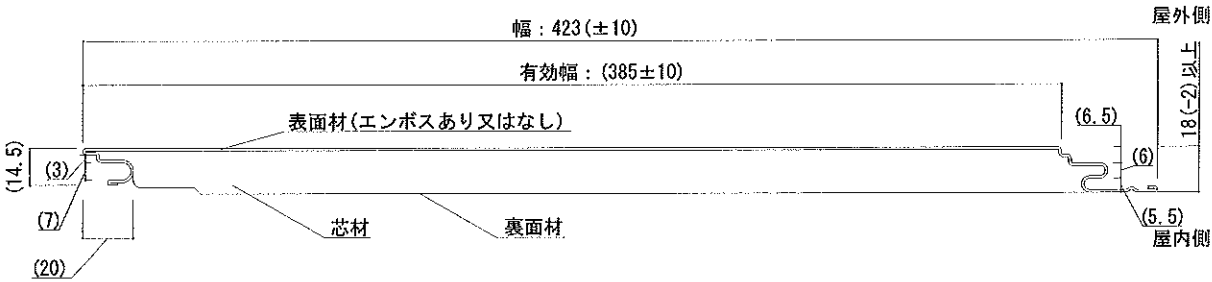 屋外側
幅：423(±10)
有効幅：(385±10)
18(-2)以上
表面材(エンボスあり又はなし)
(6.5)
(14.5)
(3)
(6)
(7)
芯材
裏面材
(5.5)
屋内側
(20)